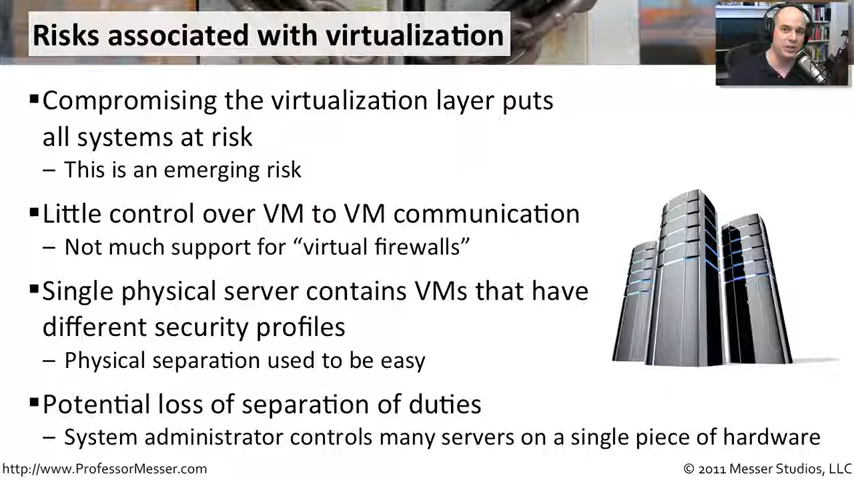 Risks associated with virtualization
▪Compromising the virtualization layer puts
all systems at risk
– This is an emerging risk
▪Little control over VM to VM communication
– Not much support for “virtual firewalls”
▪Single physical server contains VMs that have
different security profiles
– Physical separation used to be easy
▪Potential loss of separation of duties
– System administrator controls many servers on a single piece of hardware
http://www.ProfessorMesser.com
© 2011 Messer Studios, LLC